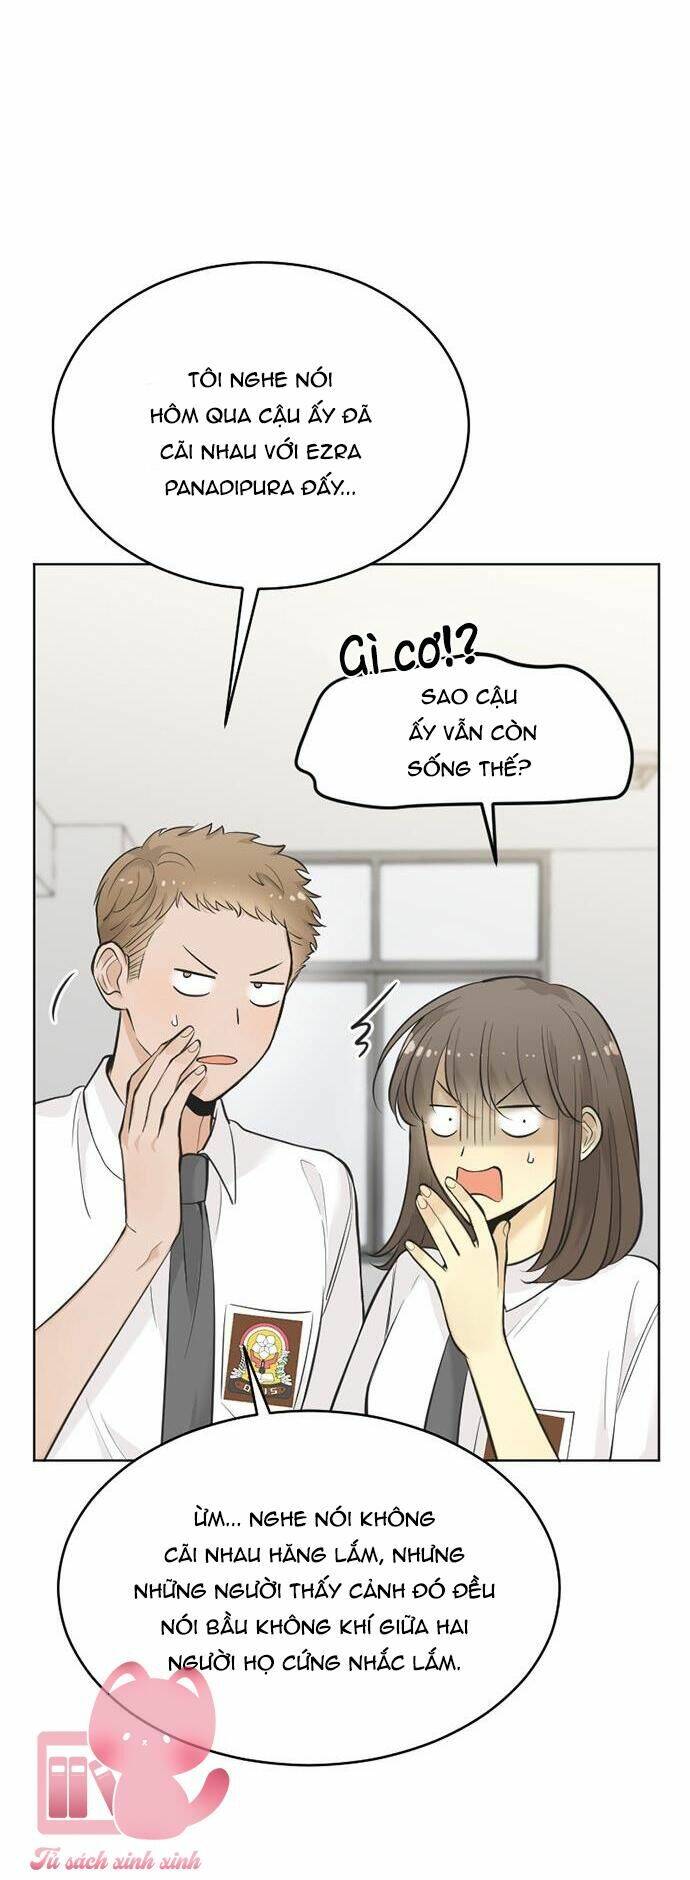 TÔI NGHE NÓI
HÔM QUA CẬU ẤY ĐÃ
CÃI NHAU VỚI EZRA
PANADIPURA ĐẤY...
Gì cơ!?
SAO CẬU
ẤY VẪN CÒN
SỐNG THẾ?
ỪM... NGHE NÓI KHÔNG
CÃI NHAU HĂNG LẮM, NHƯNG
NHỮNG NGƯỜI THẤY CẢNH ĐÓ ĐỀU
NÓI BẦU KHÔNG KHÍ GIỮA HAI
NGƯỜI HỌ CỨNG NHẮC LẮM.
Tủ sách xinh xinh